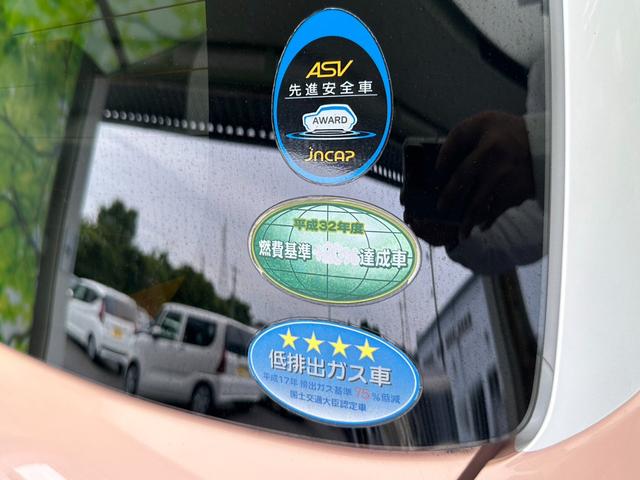 ASV
先進安全車
AWARD
JNCAP
平成32年度
燃費基準 達成車
★★★★
低排出ガス車
平成17年 排出ガス基準 75%低減
国土交通大臣認定車